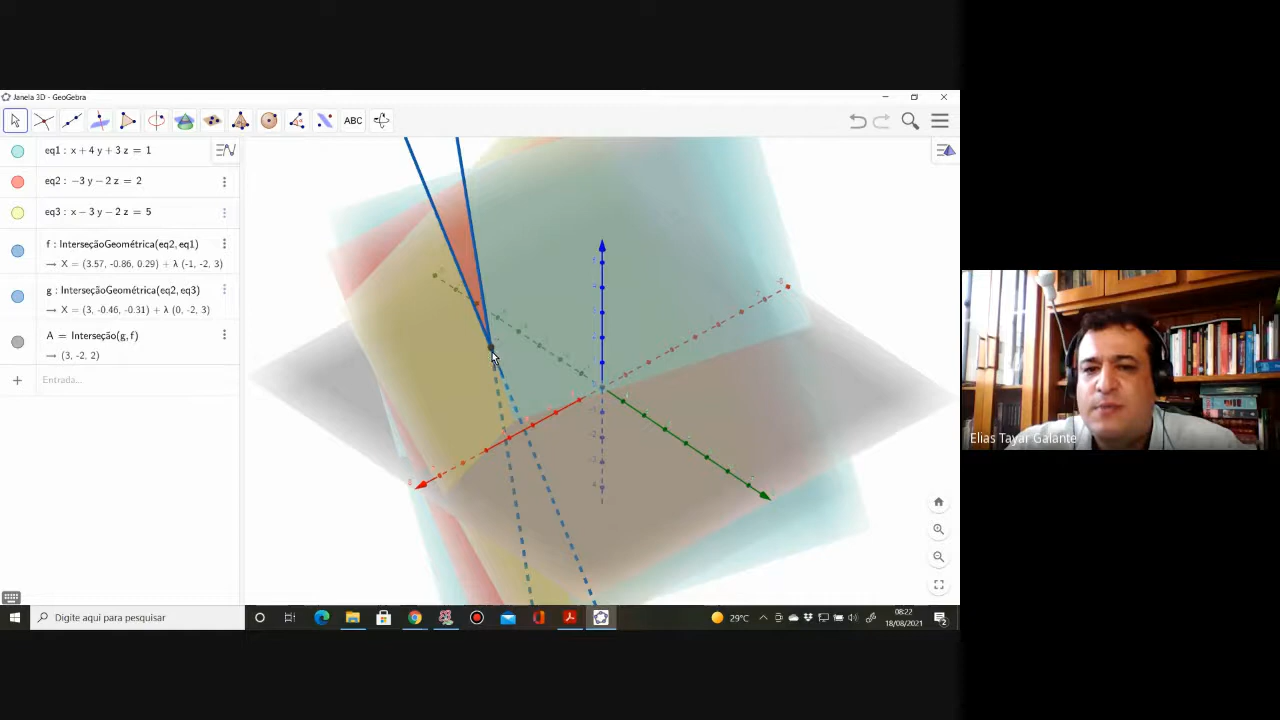 Janela 3D - GeoGebra
ABC
eq1 : x + 4 y + 3 z = 1
eq2 : −3 y − 2 z = 2
eq3 : x − 3 y − 2 z = 5
f : InterseçãoGeométrica(eq2, eq1)
→ X = (3.57, -0.86, 0.29) + λ (-1, -2, 3)
g : InterseçãoGeométrica(eq2, eq3)
→ X = (3, -0.46, -0.31) + λ (0, -2, 3)
A = Interseção(g, f)
→ (3, -2, 2)
Entrada...
Elias Tayar Galante
Digite aqui para pesquisar
29°C
08:22
18/08/2021